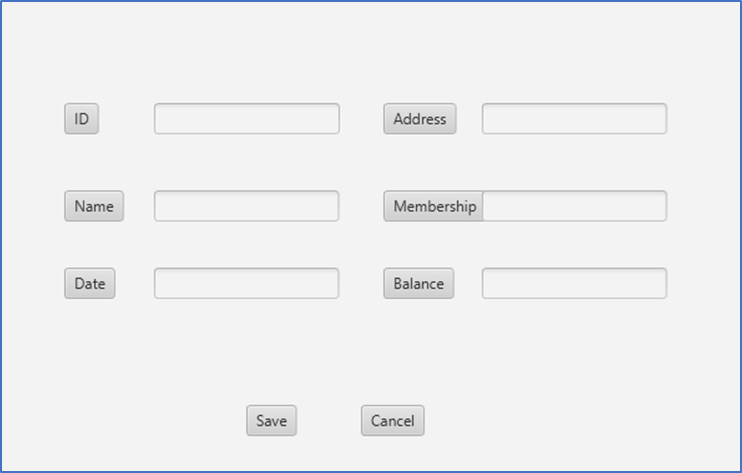 ID Address
Name Membership
Date Balance
Save Cancel